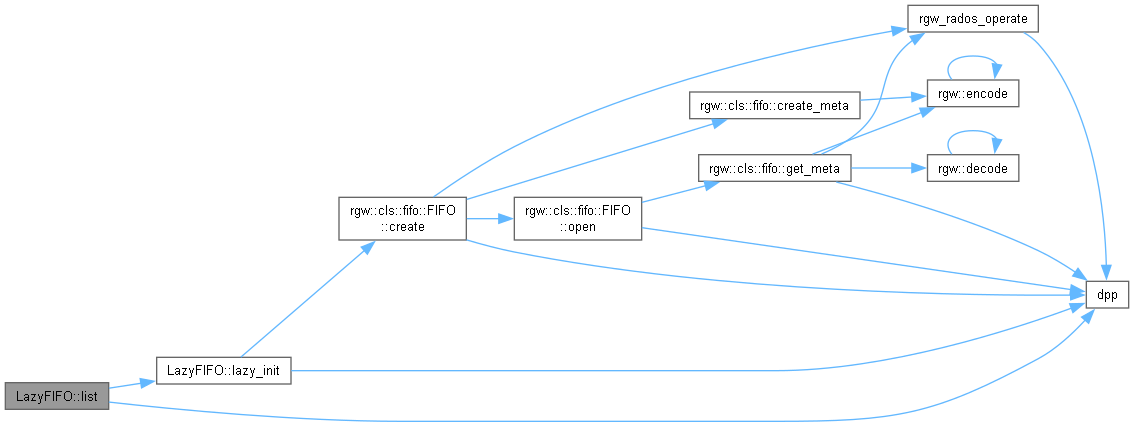 rgw_rados_operate
rgw::encode
rgw::cls::fifo::create_meta
rgw::cls::fifo::get_meta
rgw::decode
rgw::cls::fifo::FIFO
::create
rgw::cls::fifo::FIFO
::open
dpp
LazyFIFO::lazy_init
LazyFIFO::list